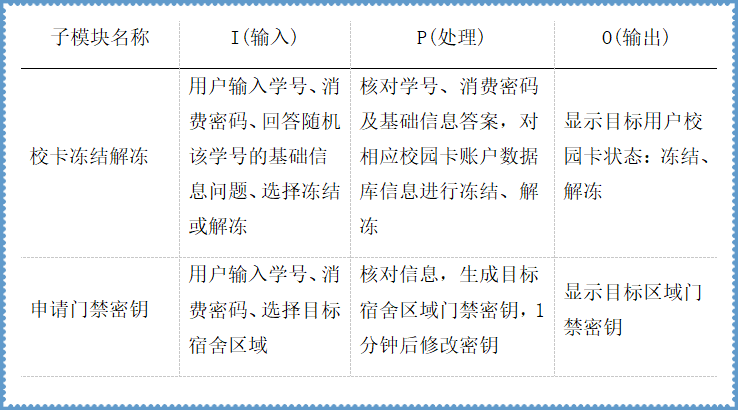 子模块名称 I(输入) P(处理) O(输出)
校卡冻结解冻
用户输入学号、消
费密码、回答随机
该学号的基础信
息问题、选择冻结
或解冻
核对学号、消费密码
及基础信息答案，对
相应校园卡账户数据
库信息进行冻结、解
冻
显示目标用户校
园卡状态：冻结、
解冻
申请门禁密钥
用户输入学号、消
费密码、选择目标
宿舍区域
核对信息，生成目标
宿舍区域门禁密钥，1
分钟后修改密钥
显示目标区域门
禁密钥